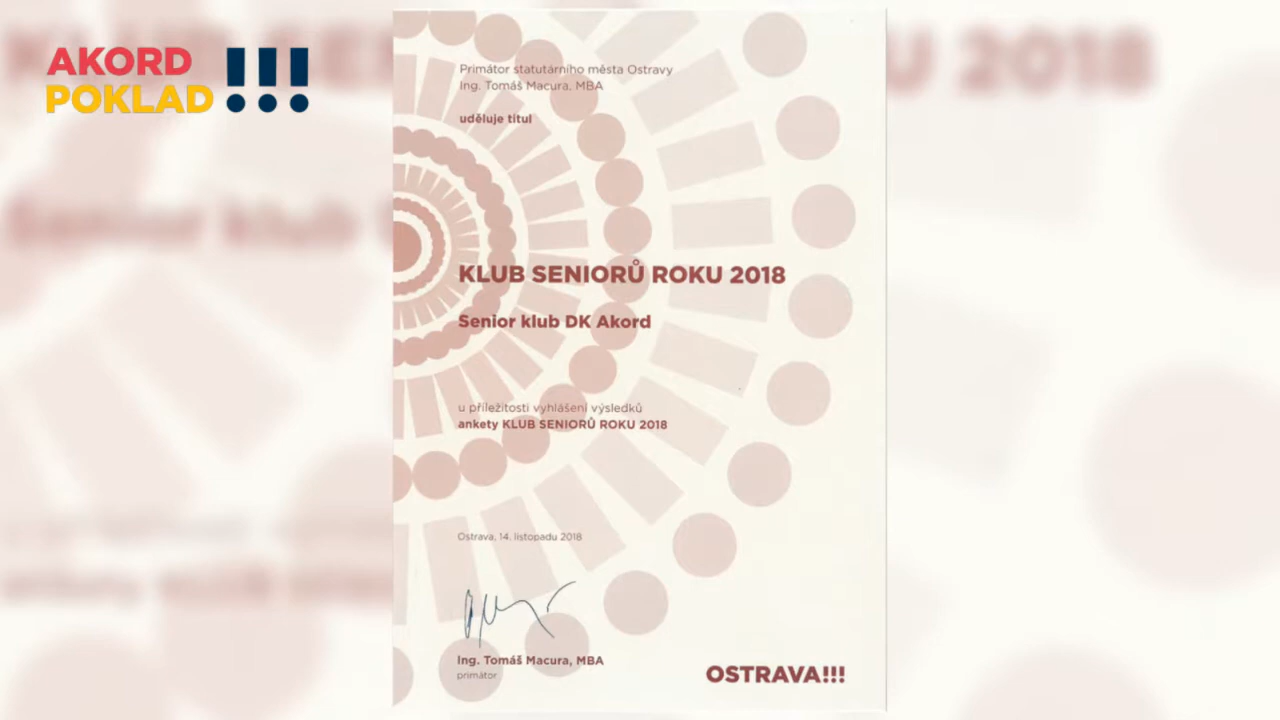 AKORD
POKLAD !!!
Primátor statutárního města Ostravy
Ing. Tomáš Macura, MBA
uděluje titul
KLUB SENIORŮ ROKU 2018
Senior klub DK Akord
u příležitosti vyhlášení výsledků
ankety KLUB SENIORŮ ROKU 2018
Ostrava, 14. listopadu 2018
Ing. Tomáš Macura, MBA
primátor
OSTRAVA!!!